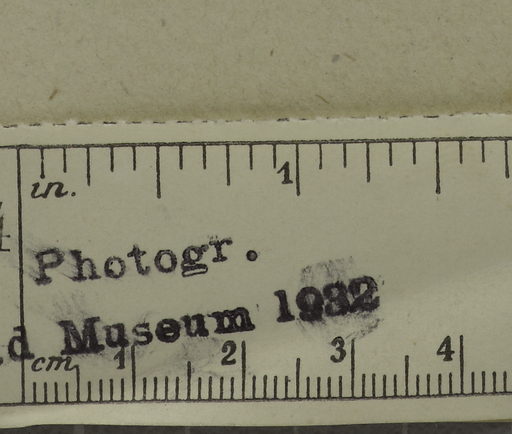 in. 1
Photogr.
Museum 1932
cm 1 2 3 4